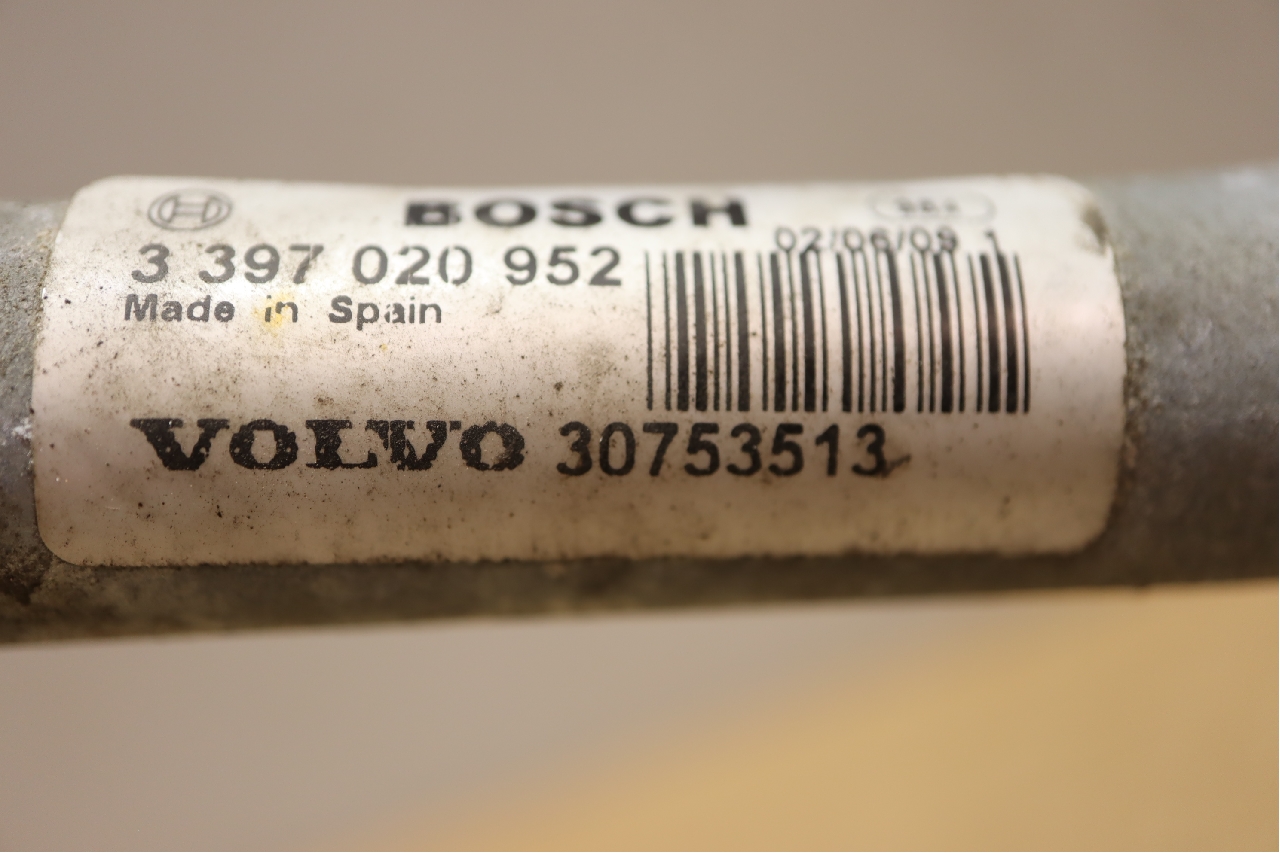 BOSCH
3 397 020 952
02/06/09 1
Made in Spain
VOLVO 30753513